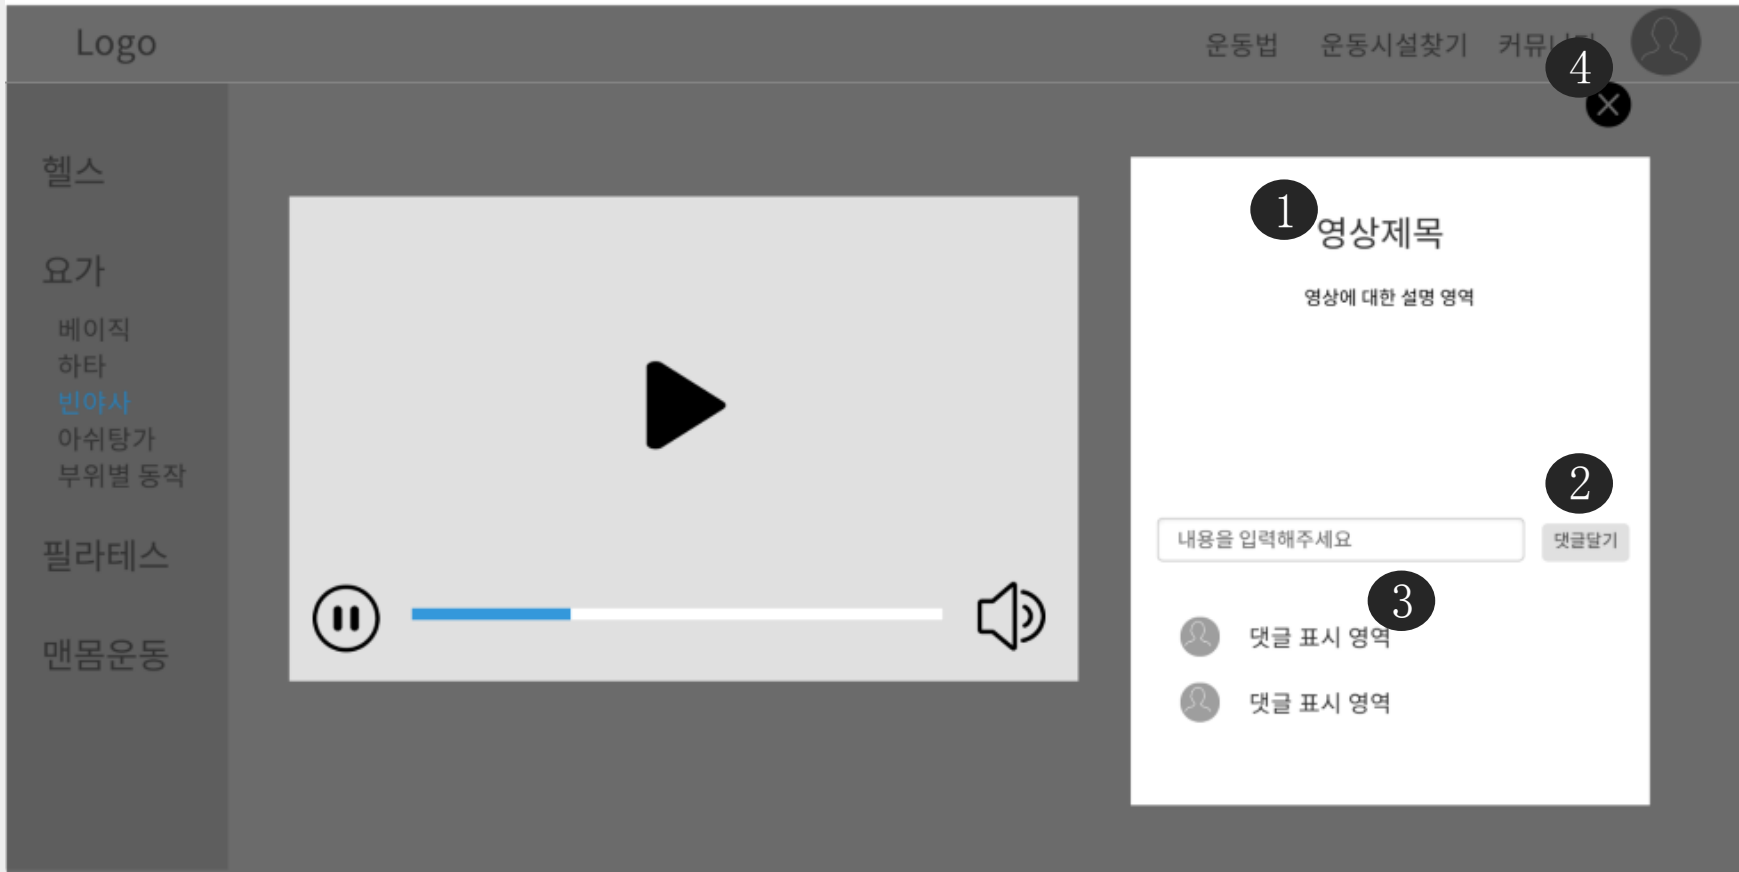 Logo
운동법 운동시설찾기
4
헬스
요가
베이직
하타
빈야사
아쉬탕가
부위별 동작
필라테스
맨몸운동
1
영상제목
영상에 대한 설명 영역
2
내용을 입력해주세요 댓글달기
3
댓글 표시 영역
댓글 표시 영역